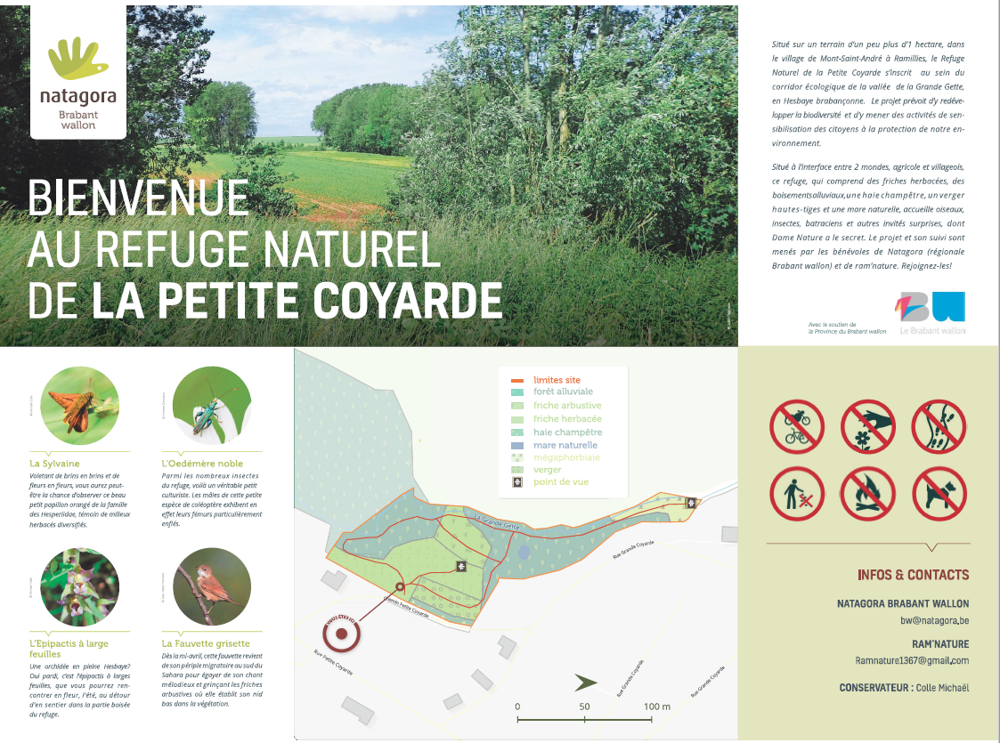 natagora
Brabant
wallon
BIENVENUE
AU REFUGE NATUREL
DE LA PETITE COYARDE
Situé sur un terrain d'un peu plus d'1 hectare, dans
le village de Mont-Saint-André à Ramillies, le Refuge
Naturel de la Petite Coyarde s'inscrit au sein du
corridor écologique de la vallée de la Grande Gette,
en Hesbaye brabançonne. Le projet prévoit d'y redéve-
lopper la biodiversité et d'y mener des activités de sen-
sibilisation des citoyens à la protection de notre en-
vironnement.
Situé à l'interface entre 2 mondes, agricole et villageois,
ce refuge, qui comprend des friches herbacées, des
boisements alluviaux, une haie champêtre, un verger
hautes-tiges et une mare naturelle, accueille oiseaux,
insectes, batraciens et autres invités surprises, dont
Dame Nature a le secret. Le projet et son suivi sont
menés par les bénévoles de Natagora (régionale
Brabant wallon) et de ram'nature. Rejoignez-les!
Avec le soutien de
la Province du Brabant wallon
Le Brabant wallon
La Sylvaine
Voletant de brins en brins et de
fleurs en fleurs, vous aurez peut-
être la chance d'observer ce beau
petit papillon orangé de la famille
des Hesperiidae, témoin de milieux
herbacés diversifiés.
L'Oedémère noble
Parmi les nombreux insectes
du refuge, voilà un véritable petit
culturiste. Les mâles de cette petite
espèce de coléoptère exhibent en
effet leurs fémurs particulièrement
enflés.
L'Epipactis à large
feuilles
Une orchidée en pleine Hesbaye?
Oui pardi, c'est l'épipactis à larges
feuilles, que vous pourrez ren-
contrer en fleur, l'été, au détour
d'en sentier dans la partie boisée
du refuge.
La Fauvette grisette
Dès la mi-avril, cette fauvette revient
de son périple migratoire au sud du
Sahara pour égayer de son chant
mélodieux et grinçant les friches
arbustives où elle établit son nid
bas dans la végétation.
limites site
forêt alluviale
friche arbustive
friche herbacée
haie champêtre
mare naturelle
mégaphorbiaie
verger
point de vue
La Grande Gette
Rue Grande Coyarde
Chemin Petite Coyarde
VOUS ÊTES ICI
Rue Petite Coyarde
Rue Grande Coyarde
Rue Grande Coyarde
0 50 100 m
INFOS & CONTACTS
NATAGORA BRABANT WALLON
bw@natagora.be
RAM'NATURE
Ramnature1367@gmail.com
CONSERVATEUR : Colle Michaël